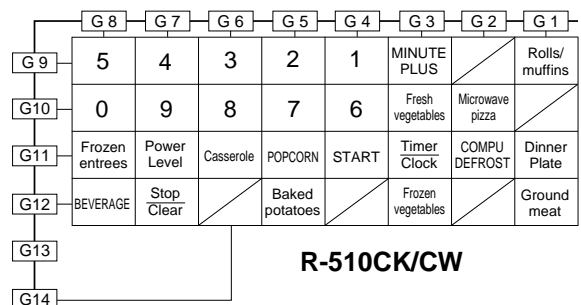 G 8 G 7 G 6 G 5 G 4 G 3 G 2 G 1
G 9 5 4 3 2 1 MINUTE PLUS Rolls/ muffins
G10 0 9 8 7 6 Fresh vegetables Microwave pizza
G11 Frozen entrees Power Level Casserole POPCORN START Timer Clock COMPU DEFROST Dinner Plate
G12 BEVERAGE Stop Clear Baked potatoes Frozen vegetables Ground meat
G13
R-510CK/CW
G14